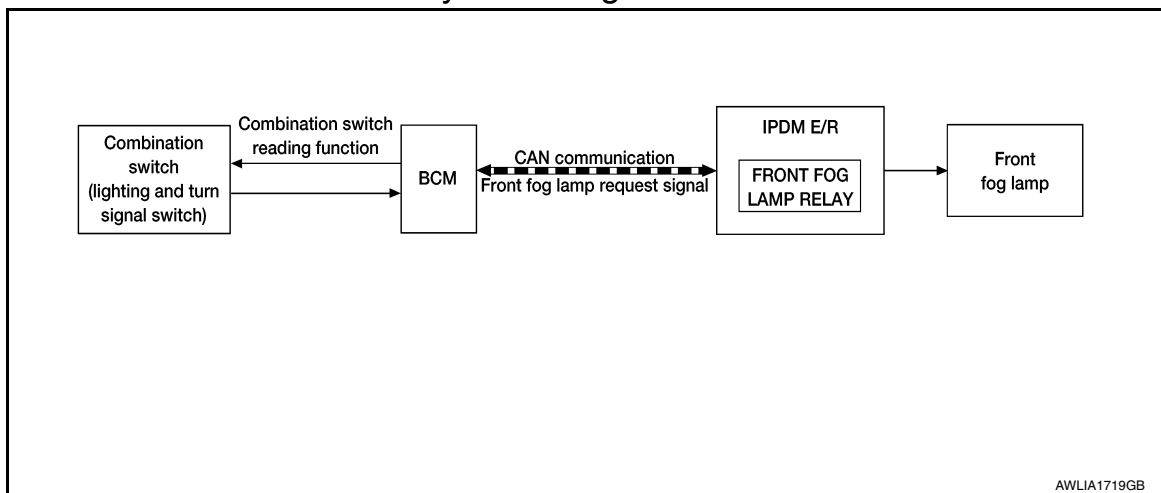 Combination
switch
(lighting and turn
signal switch)
Combination switch
reading function
BCM
CAN communication
Front fog lamp request signal
IPDM E/R
FRONT FOG
LAMP RELAY
Front
fog lamp
AWLIA1719GB